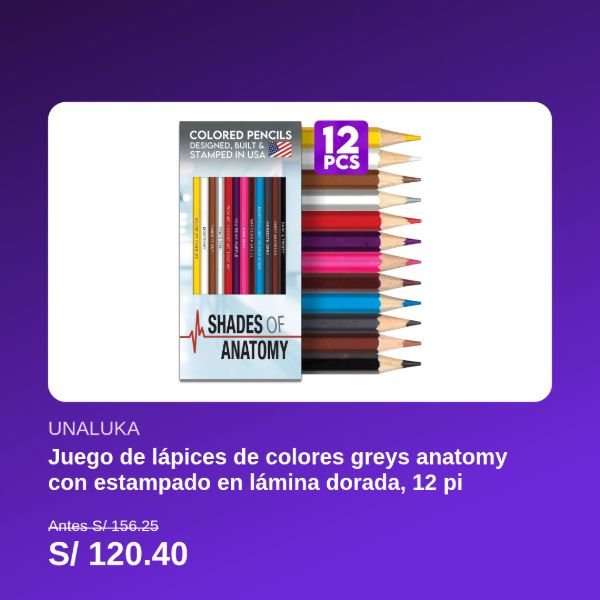 COLORED PENCILS
DESIGNED, BUILT &
STAMPED IN USA
12
PCS
SHADES OF
ANATOMY
UNALUKA
Juego de lápices de colores greys anatomy
con estampado en lámina dorada, 12 pi
Antes S/ 156.25
S/ 120.40